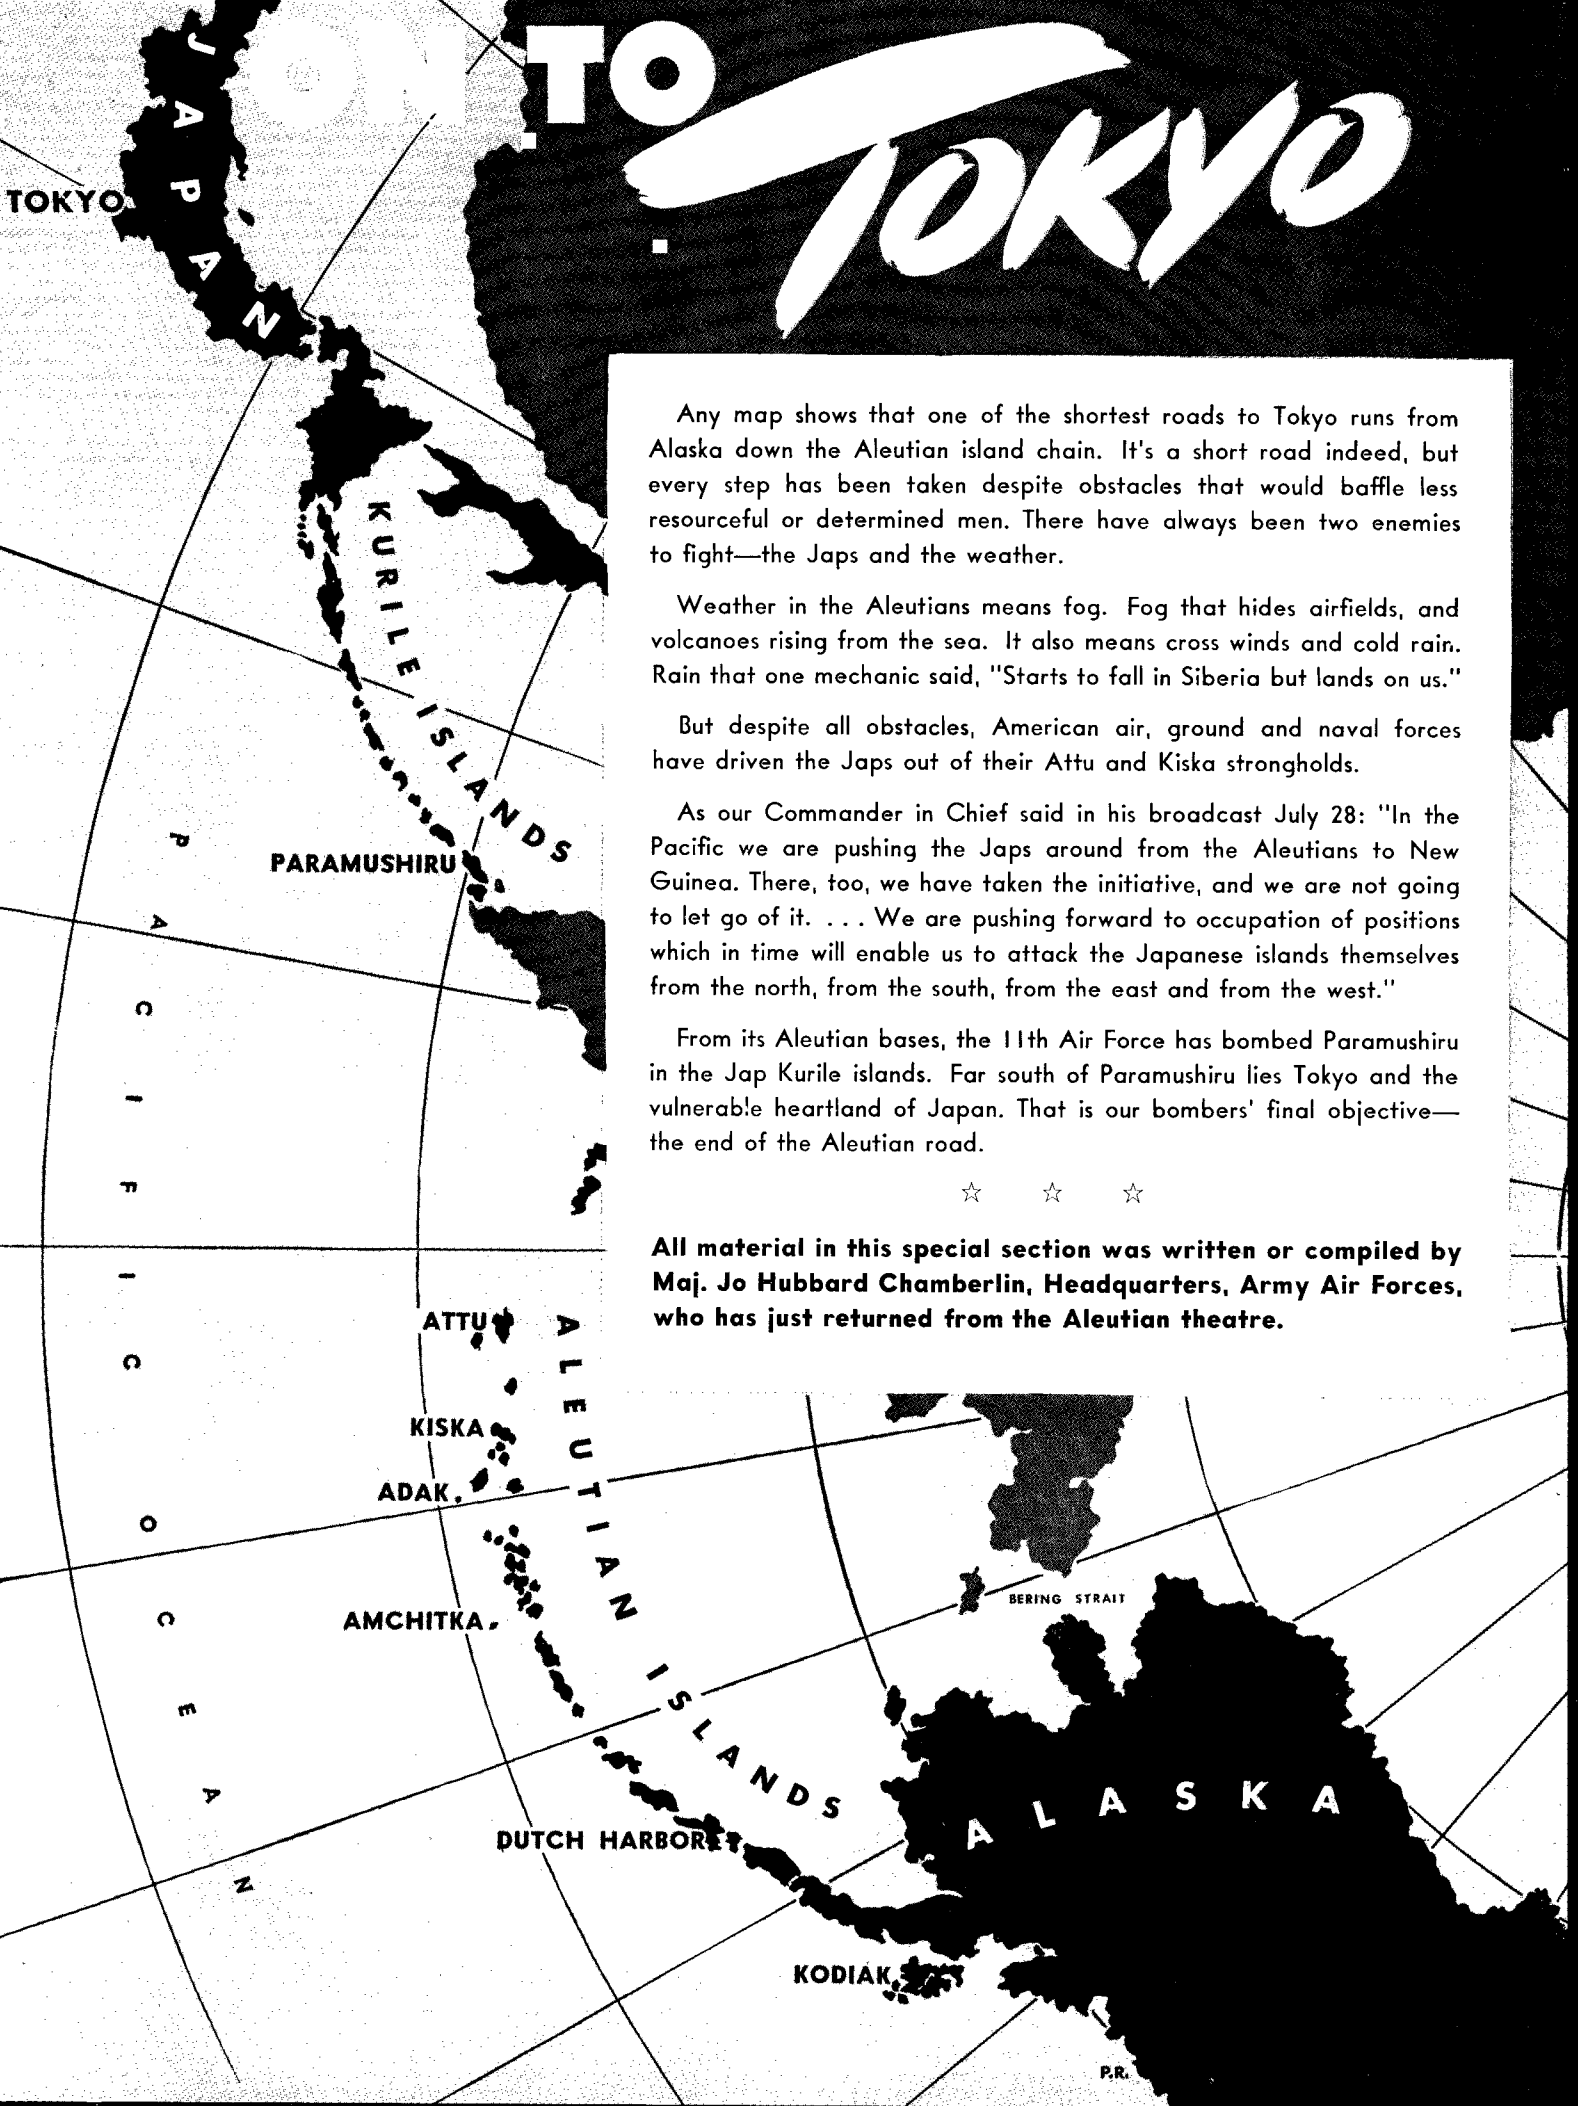 ON TO
TOKYO
JAPAN
TOKYO
KURILE ISLANDS
PARAMUSHIRU
PACIFIC OCEAN
Any map shows that one of the shortest roads to Tokyo runs from
Alaska down the Aleutian island chain. It's a short road indeed, but
every step has been taken despite obstacles that would baffle less
resourceful or determined men. There have always been two enemies
to fight—the Japs and the weather.
Weather in the Aleutians means fog. Fog that hides airfields, and
volcanoes rising from the sea. It also means cross winds and cold rain.
Rain that one mechanic said, "Starts to fall in Siberia but lands on us."
But despite all obstacles, American air, ground and naval forces
have driven the Japs out of their Attu and Kiska strongholds.
As our Commander in Chief said in his broadcast July 28: "In the
Pacific we are pushing the Japs around from the Aleutians to New
Guinea. There, too, we have taken the initiative, and we are not going
to let go of it. . . . We are pushing forward to occupation of positions
which in time will enable us to attack the Japanese islands themselves
from the north, from the south, from the east and from the west."
From its Aleutian bases, the 11th Air Force has bombed Paramushiru
in the Jap Kurile islands. Far south of Paramushiru lies Tokyo and the
vulnerable heartland of Japan. That is our bombers' final objective—
the end of the Aleutian road.
☆ ☆ ☆
All material in this special section was written or compiled by
Maj. Jo Hubbard Chamberlin, Headquarters, Army Air Forces,
who has just returned from the Aleutian theatre.
ATTU
KISKA
ADAK
AMCHITKA
ALEUTIAN ISLANDS
BERING STRAIT
DUTCH HARBOR
ALASKA
KODIAK
P.R.